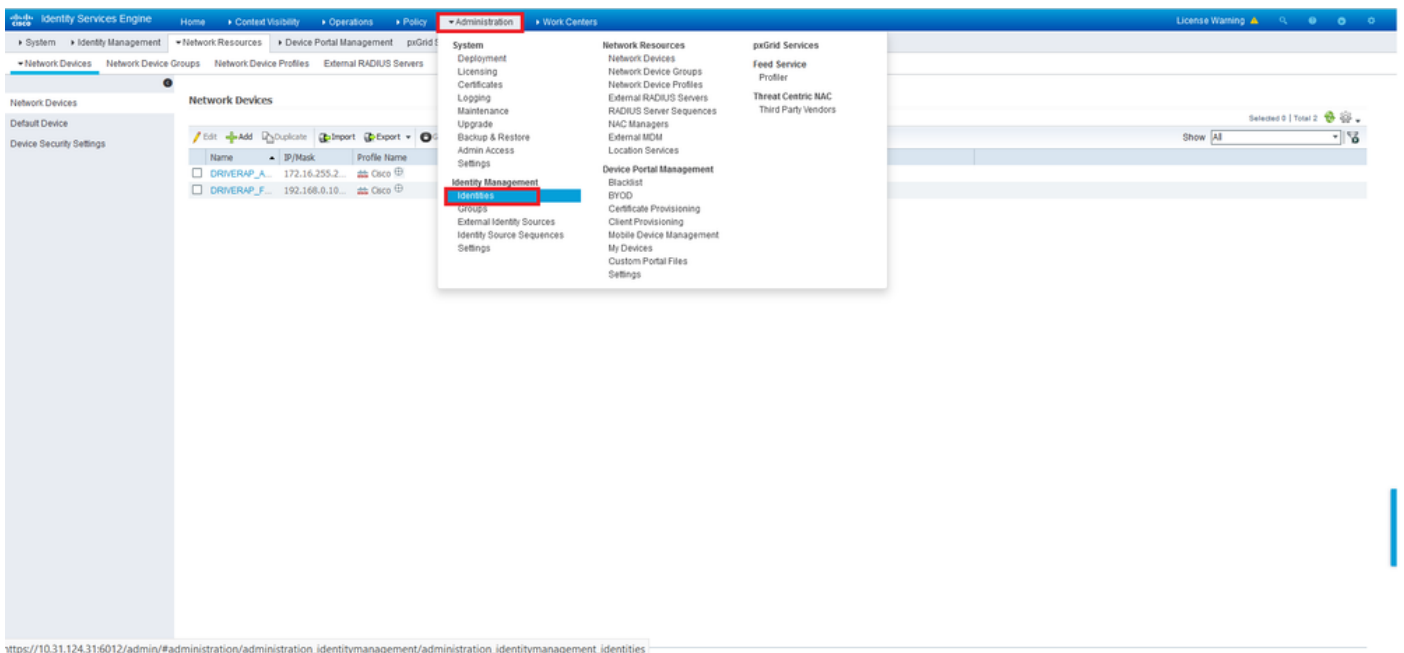 cisco Identity Services Engine Home Context Visibility Operations Policy Administration Work Centers License Warning
System Identity Management Network Resources Device Portal Management pxGrid S
Network Devices Network Device Groups Network Device Profiles External RADIUS Servers
Network Devices
Default Device
Device Security Settings
Network Devices
Selected 0 | Total 2
Edit Add Duplicate Import Export Show All
Name IP/Mask Profile Name
DRIVERAP_A... 172.16.255.2... Cisco
DRIVERAP_F... 192.168.0.10... Cisco
System
Deployment
Licensing
Certificates
Logging
Maintenance
Upgrade
Backup & Restore
Admin Access
Settings
Identity Management
Identities
Groups
External Identity Sources
Identity Source Sequences
Settings
Network Resources
Network Devices
Network Device Groups
Network Device Profiles
External RADIUS Servers
RADIUS Server Sequences
NAC Managers
External MDM
Location Services
Device Portal Management
Blacklist
BYOD
Certificate Provisioning
Client Provisioning
Mobile Device Management
My Devices
Custom Portal Files
Settings
pxGrid Services
Feed Service
Profiler
Threat Centric NAC
Third Party Vendors
https://10.31.124.31:6012/admin/#administration/administration_identitymanagement/administration_identitymanagement_identities